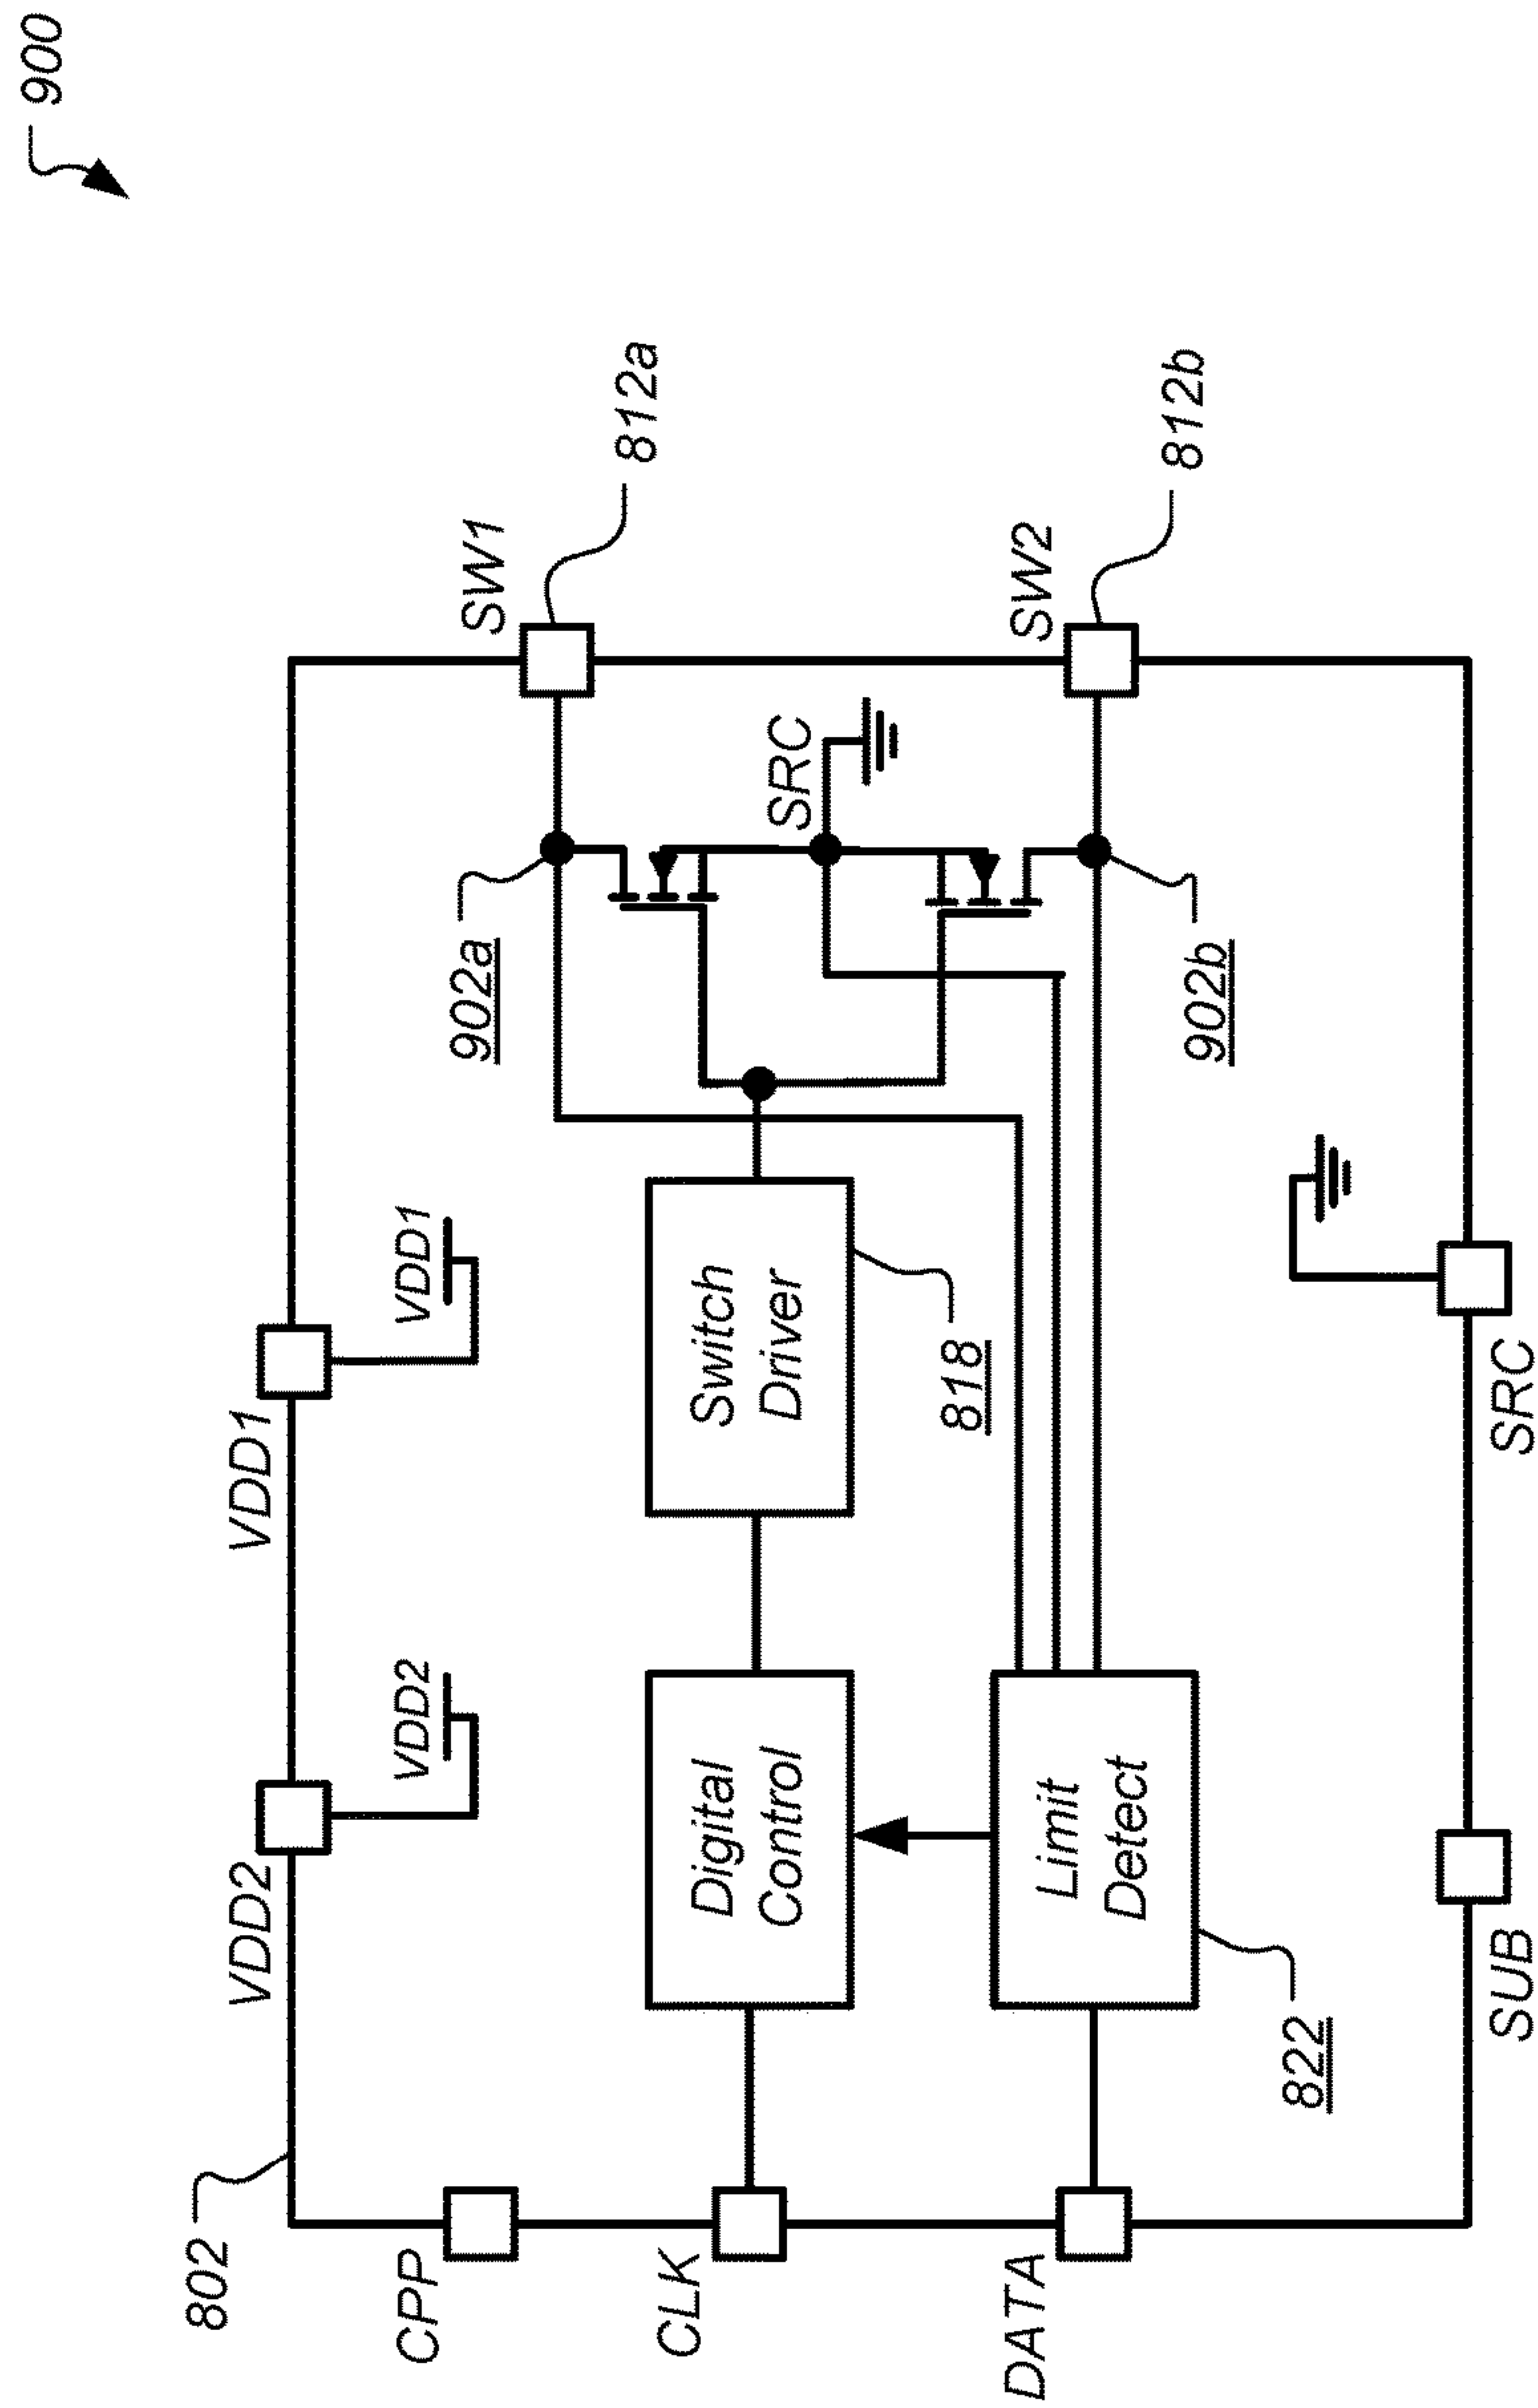 900
802
VDD2
VDD1
VDD2
VDD1
CPP
902a
SW1
812a
CLK
Digital
Control
Switch
Driver
SRC
818
DATA
SW2
Limit
Detect
812b
902b
822
SUB
SRC